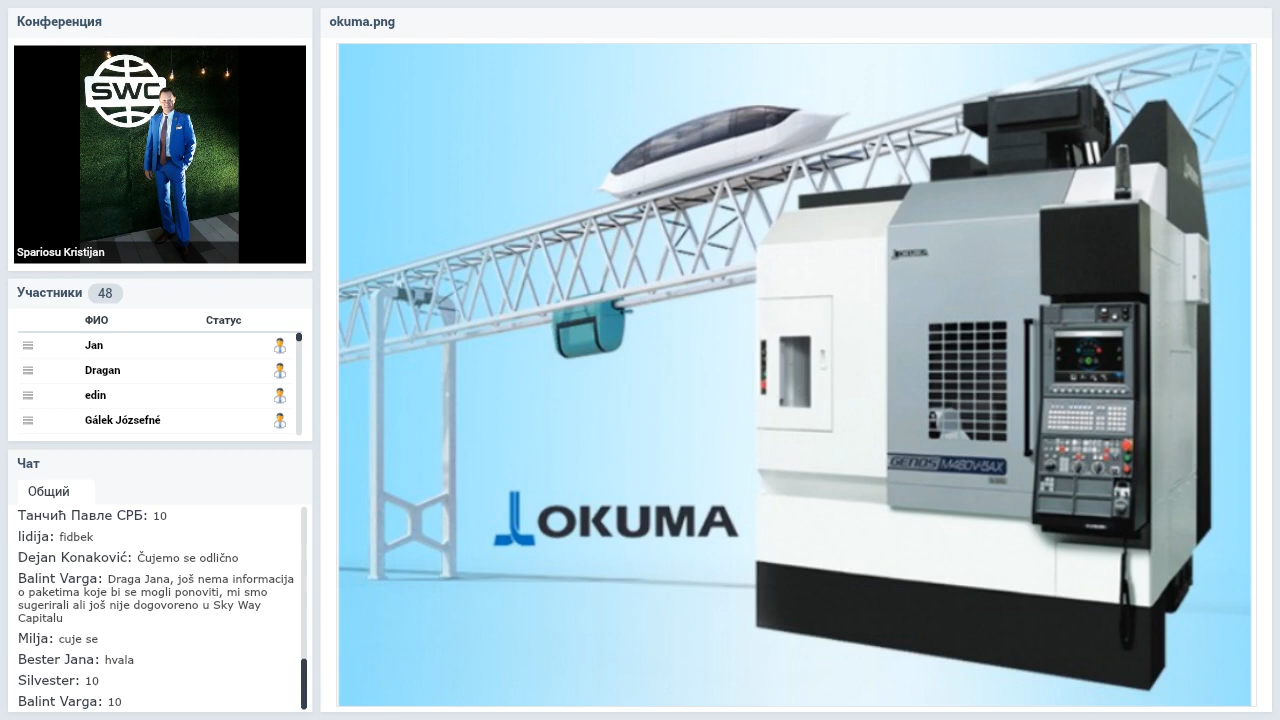 Конференция
SWC
Spariosu Kristijan
Участники 48
ФИО Статус
Jan
Dragan
edin
Gálek Józsefné
Чат
Общий
Танчић Павле СРБ: 10
lidija: fidbek
Dejan Konaković: Čujemo se odlično
Balint Varga: Draga Jana, još nema informacija
o paketima koje bi se mogli ponoviti, mi smo
sugerirali ali još nije dogovoreno u Sky Way
Capitalu
Milja: cuje se
Bester Jana: hvala
Silvester: 10
Balint Varga: 10
okuma.png
OKUMA
GENOS M460V-5AX
OKUMA